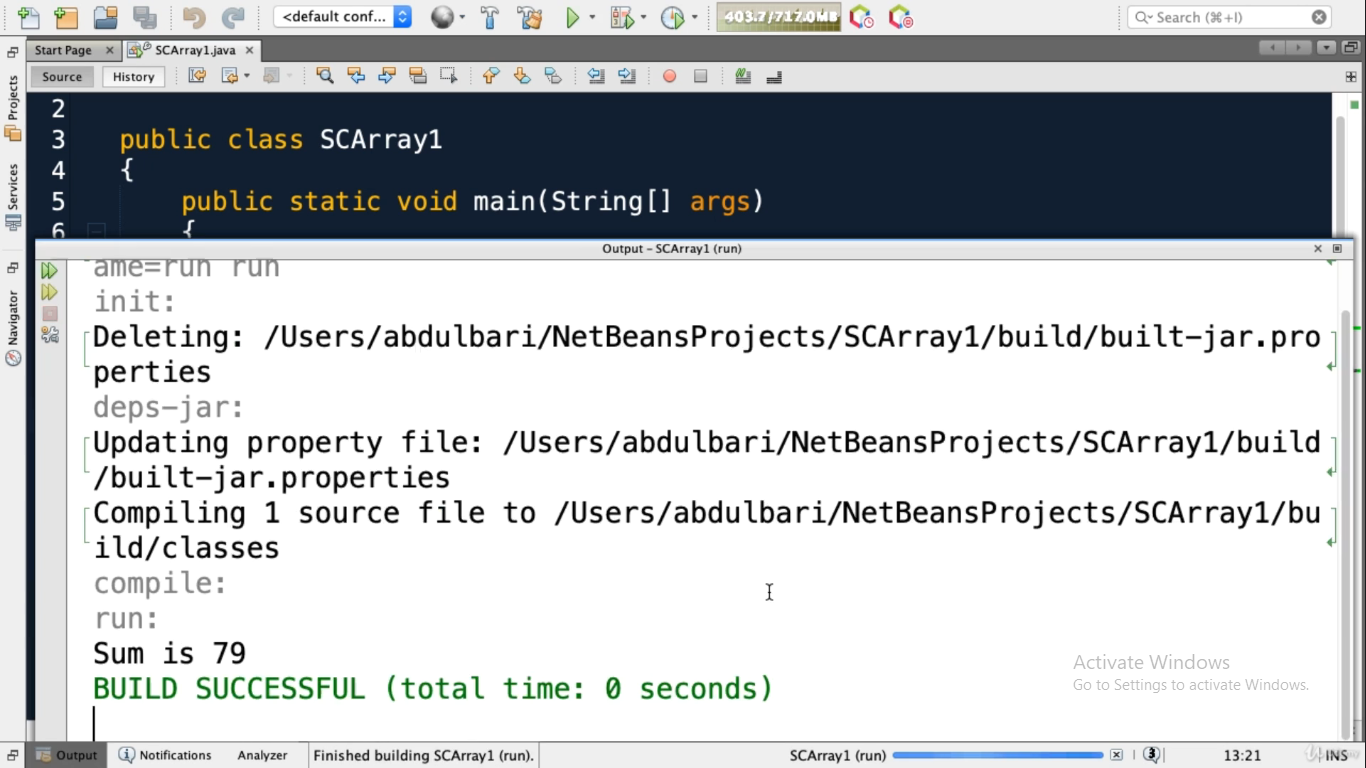 <default conf...
403.7/717.0MB
Search (⌘+I)
Start Page
SCArray1.java
Source
History
Projects
Services
Navigator
2
3 public class SCArray1
4 {
5 public static void main(String[] args)
6 {
Output – SCArray1 (run)
ame=run run
init:
Deleting: /Users/abdulbari/NetBeansProjects/SCArray1/build/built-jar.pro
perties
deps-jar:
Updating property file: /Users/abdulbari/NetBeansProjects/SCArray1/build
/built-jar.properties
Compiling 1 source file to /Users/abdulbari/NetBeansProjects/SCArray1/bu
ild/classes
compile:
run:
Sum is 79
BUILD SUCCESSFUL (total time: 0 seconds)
Activate Windows
Go to Settings to activate Windows.
Output
Notifications
Analyzer
Finished building SCArray1 (run).
SCArray1 (run)
3
13:21
INS